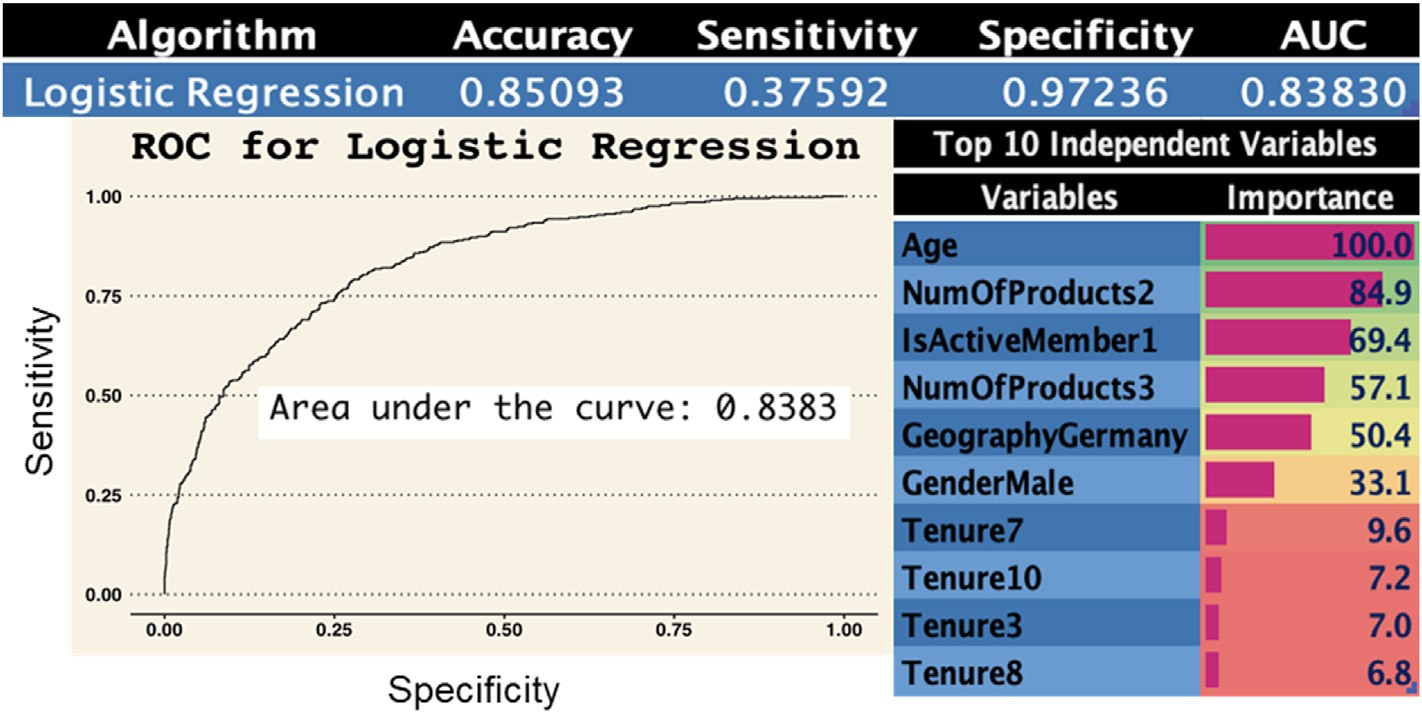 Algorithm Accuracy Sensitivity Specificity AUC
Logistic Regression 0.85093 0.37592 0.97236 0.83830
ROC for Logistic Regression
1.00
0.75
0.50
0.25
0.00
Sensitivity
Area under the curve: 0.8383
0.00 0.25 0.50 0.75 1.00
Specificity
Top 10 Independent Variables
Variables Importance
Age 100.0
NumOfProducts2 84.9
IsActiveMember1 69.4
NumOfProducts3 57.1
GeographyGermany 50.4
GenderMale 33.1
Tenure7 9.6
Tenure10 7.2
Tenure3 7.0
Tenure8 6.8